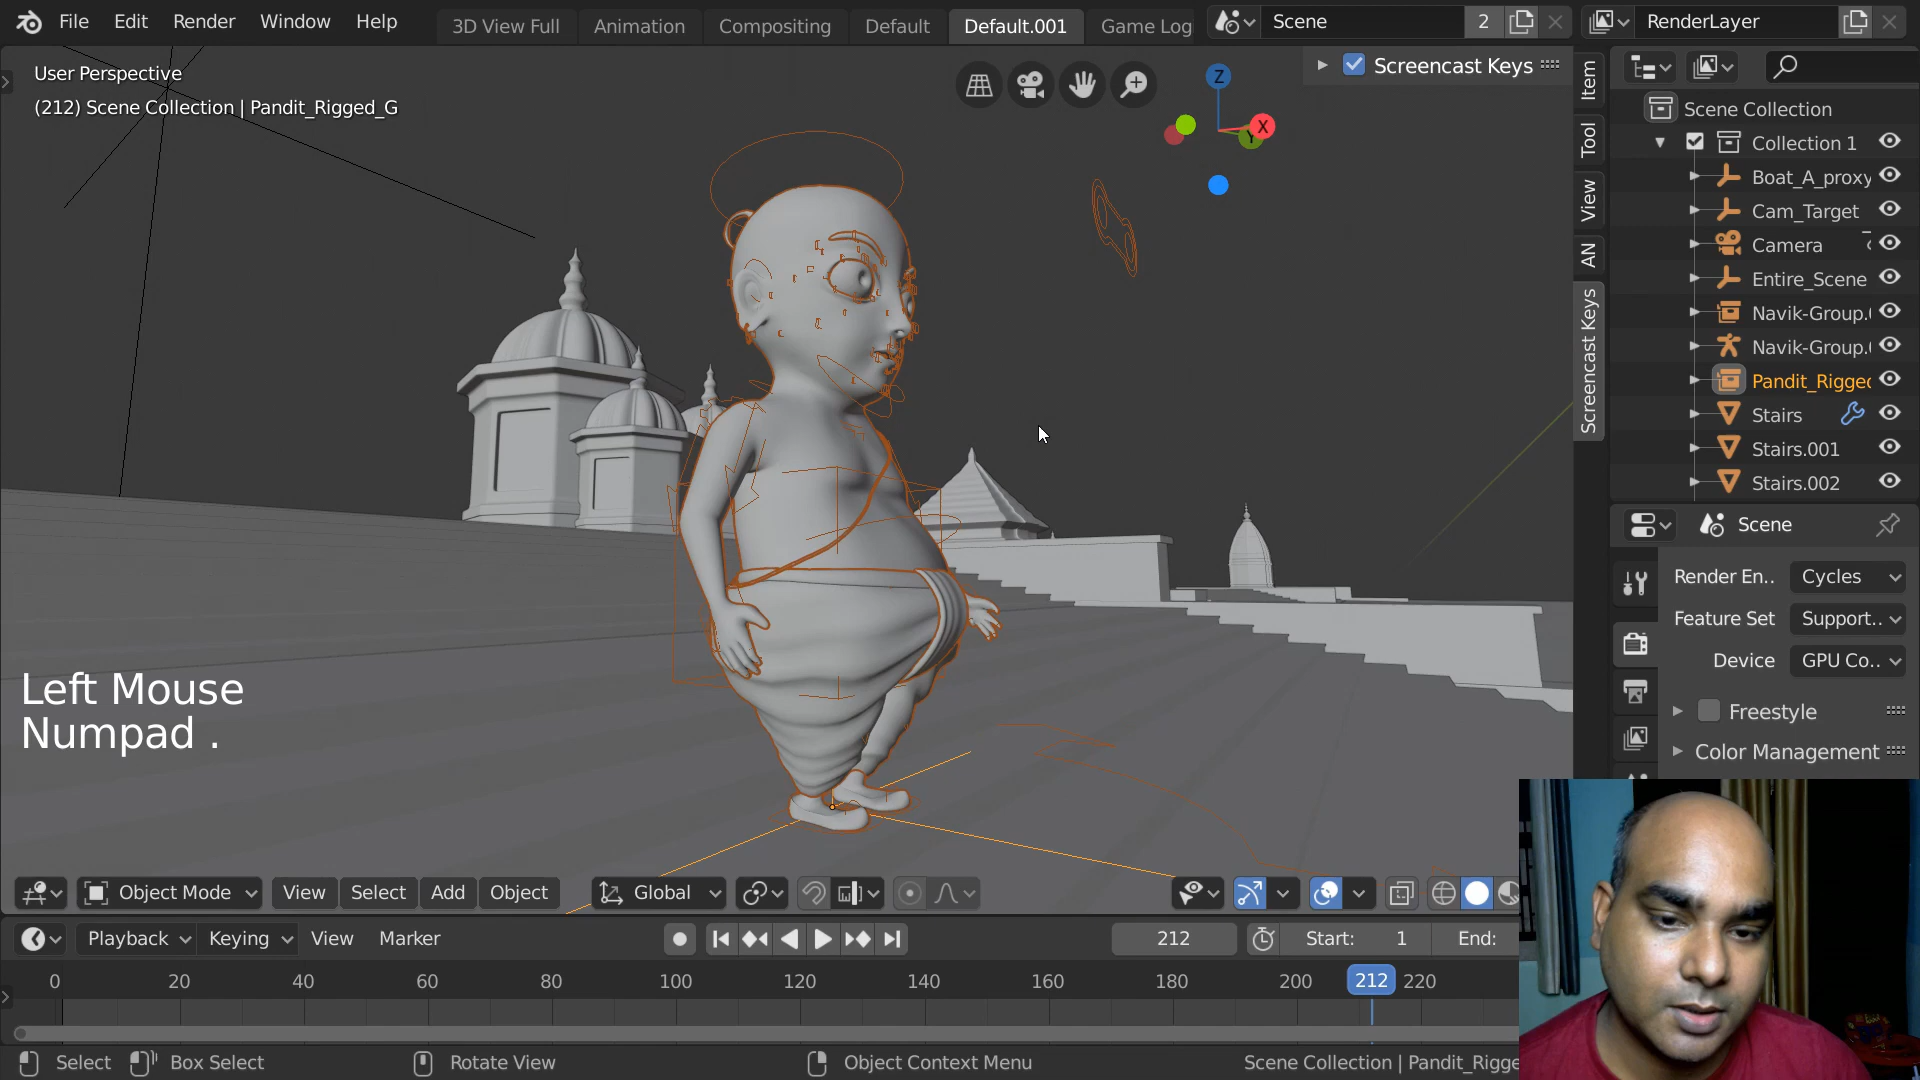 File Edit Render Window Help 3D View Full Animation Compositing Default Default.001 Game Log Scene 2 RenderLayer
User Perspective
(212) Scene Collection | Pandit_Rigged_G
Screencast Keys
Z
X
Y
Item
Tool
View
AN
Screencast Keys
Scene Collection
Collection 1
Boat_A_proxy
Cam_Target
Camera
Entire_Scene
Navik-Group.
Navik-Group.
Pandit_Rigged
Stairs
Stairs.001
Stairs.002
Scene
Render En.. Cycles
Feature Set Support..
Device GPU Co..
Freestyle
Color Management
Left Mouse
Numpad .
Object Mode View Select Add Object Global
Playback Keying View Marker 212 Start: 1 End:
0 20 40 60 80 100 120 140 160 180 200 212 220
Select Box Select Rotate View Object Context Menu Scene Collection | Pandit_Rigge